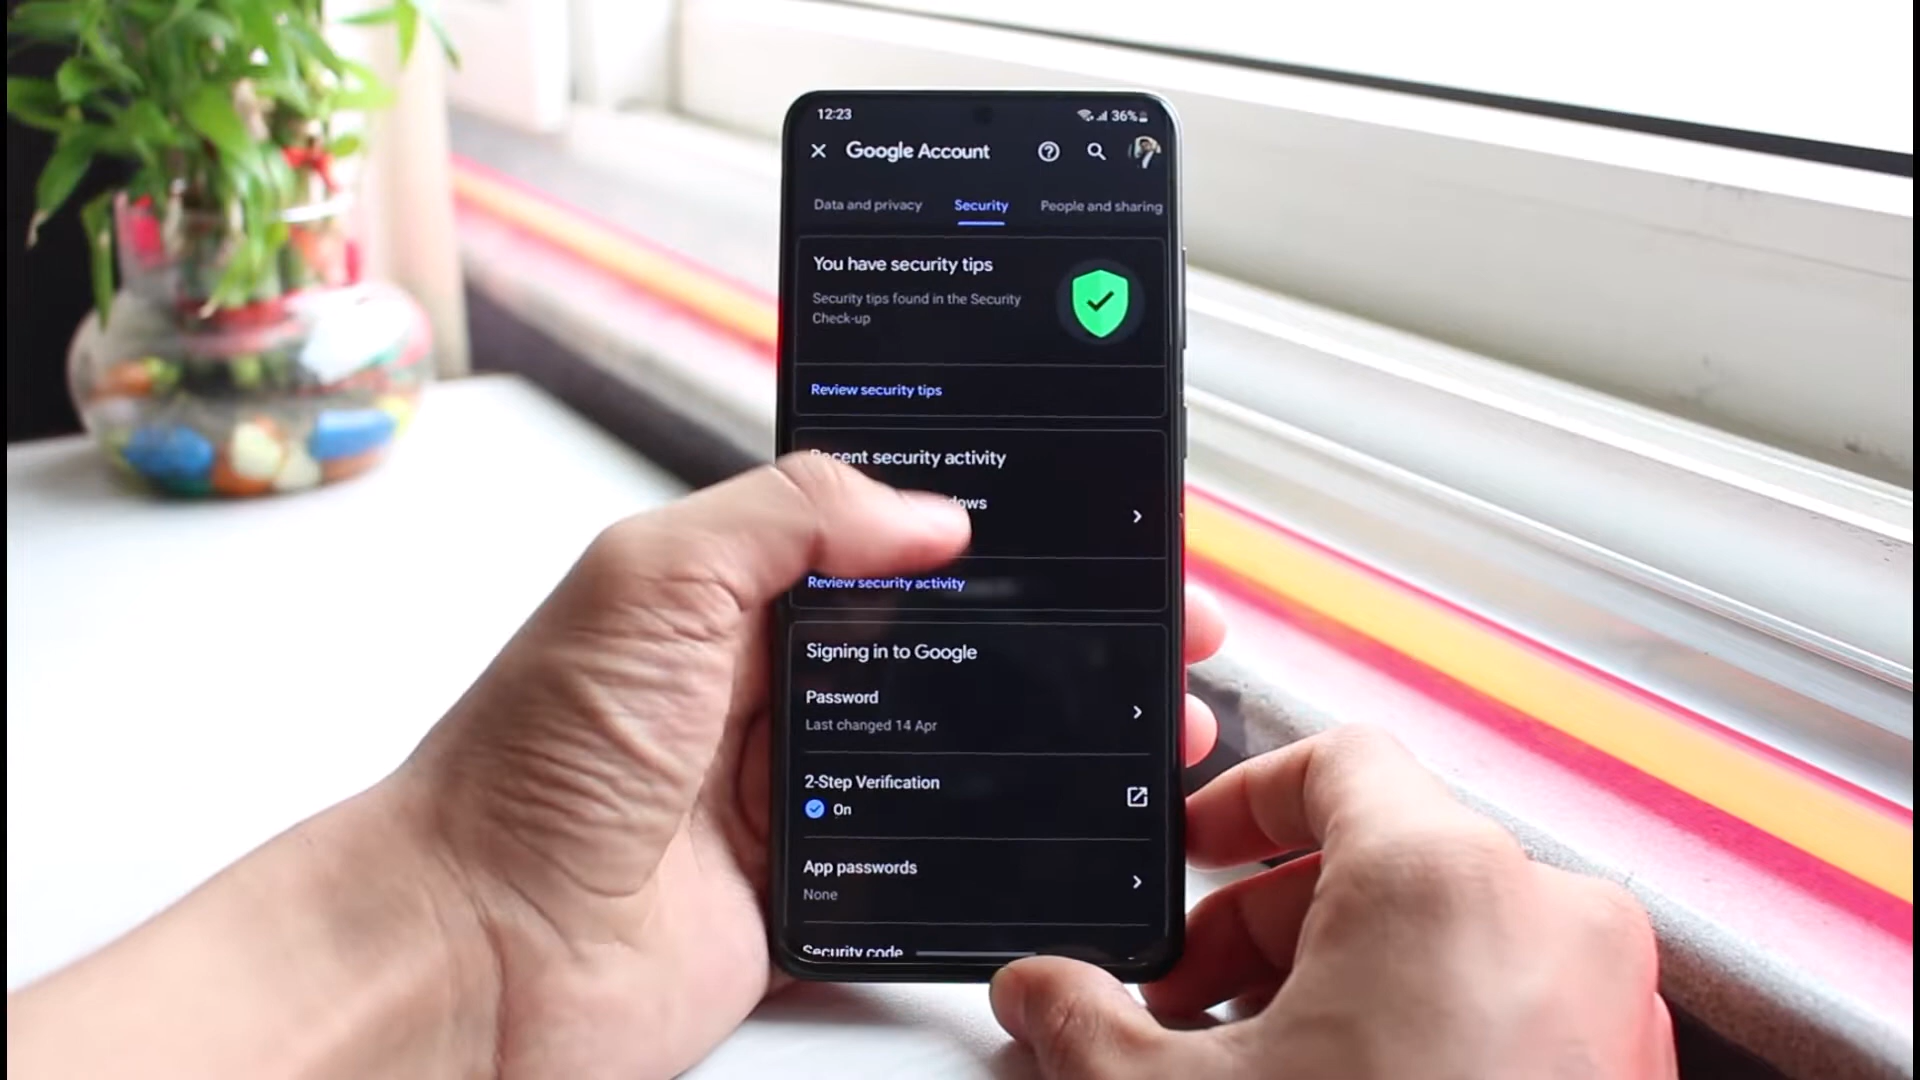 12:23
36%
Google Account
Data and privacy Security People and sharing
You have security tips
Security tips found in the Security
Check-up
Review security tips
security activity
Review security activity
Signing in to Google
Password
Last changed 14 Apr
2-Step Verification
On
App passwords
None
Security code